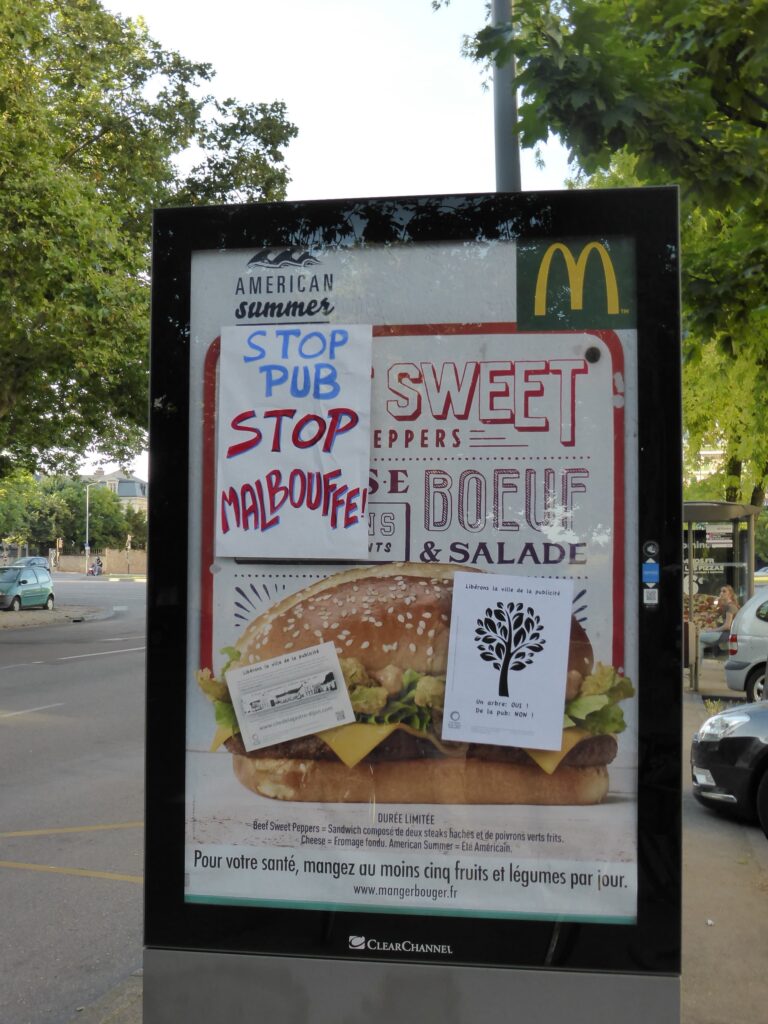 AMERICAN
summer
STOP
PUB
STOP
MALBOUFFE!
SWEET
EPPERS
BOEUF
& SALADE
Libérons la ville de la publicité
Libérons la ville de la publicité
Un arbre: OUI !
De la pub: NON !
DURÉE LIMITÉE
Beef Sweet Peppers = Sandwich composé de deux steaks hachés et de poivrons verts frits.
Cheese = Fromage fondu. American Summer = Été Américain.
Pour votre santé, mangez au moins cinq fruits et légumes par jour.
www.mangerbouger.fr
CLEARCHANNEL